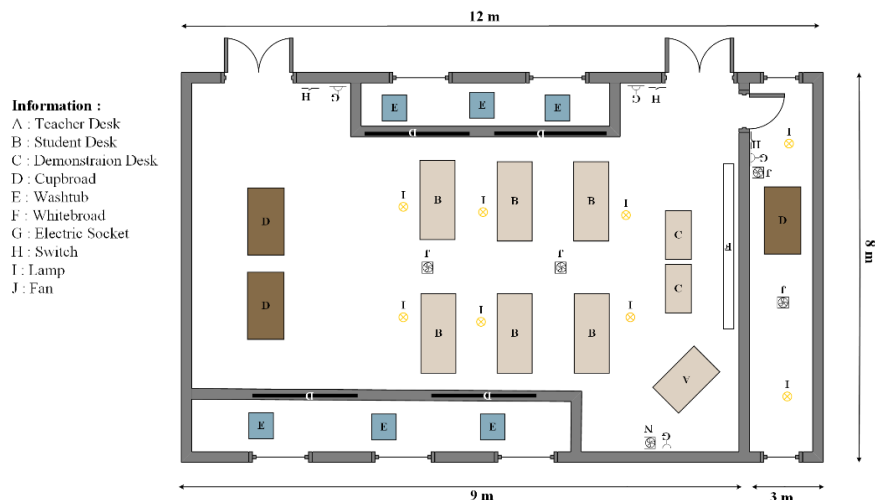 12 m
H G G H
E E E
D D
Information :
A : Teacher Desk
B : Student Desk
C : Demonstraion Desk
D : Cupbroad
E : Washtub
F : Whitebroad
G : Electric Socket
H : Switch
I : Lamp
J : Fan
I
H
G
J
I B I B B I
D C F D
J J
C
J
8 m
D
I B I B B I
A
D D
I
E E E
N G
9 m 3 m